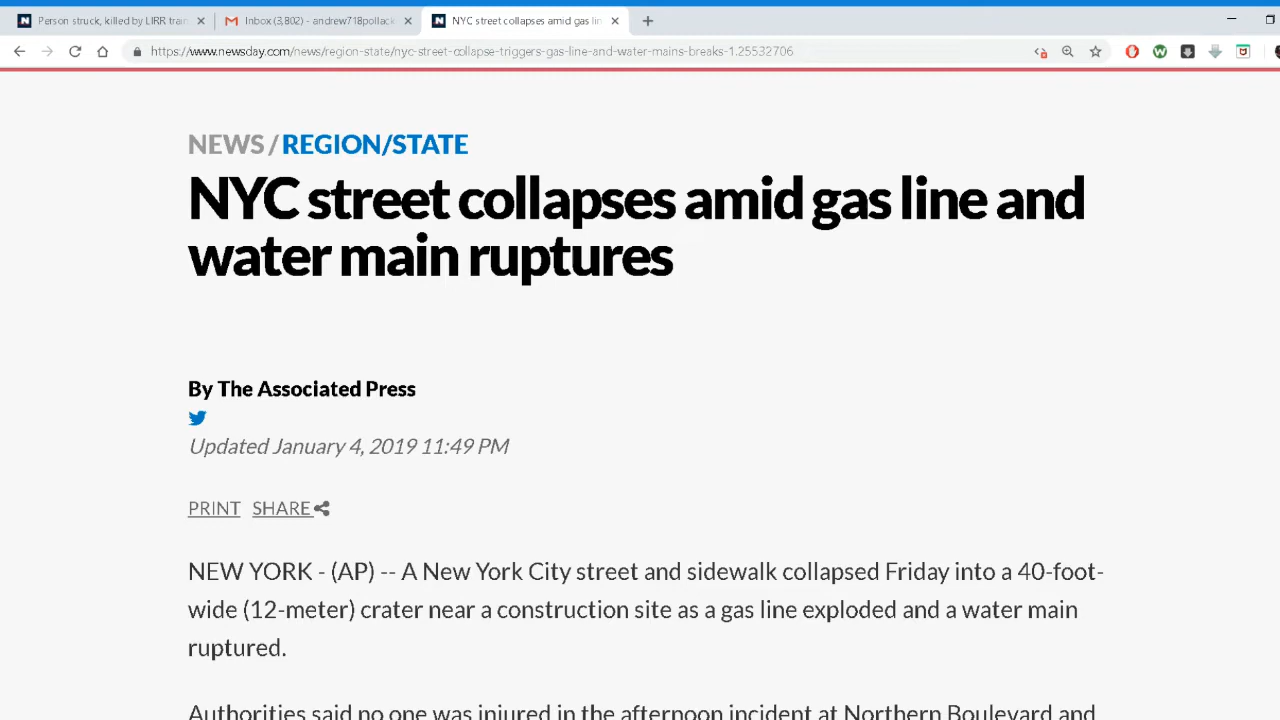 Person struck, killed by LIRR train
Inbox (3,802) - andrew718pollack
NYC street collapses amid gas lin
https://www.newsday.com/news/region-state/nyc-street-collapse-triggers-gas-line-and-water-mains-breaks-1.25532706
NEWS / REGION/STATE
NYC street collapses amid gas line and
water main ruptures
By The Associated Press
Updated January 4, 2019 11:49 PM
PRINT SHARE
NEW YORK - (AP) -- A New York City street and sidewalk collapsed Friday into a 40-foot-
wide (12-meter) crater near a construction site as a gas line exploded and a water main
ruptured.
Authorities said no one was injured in the afternoon incident at Northern Boulevard and